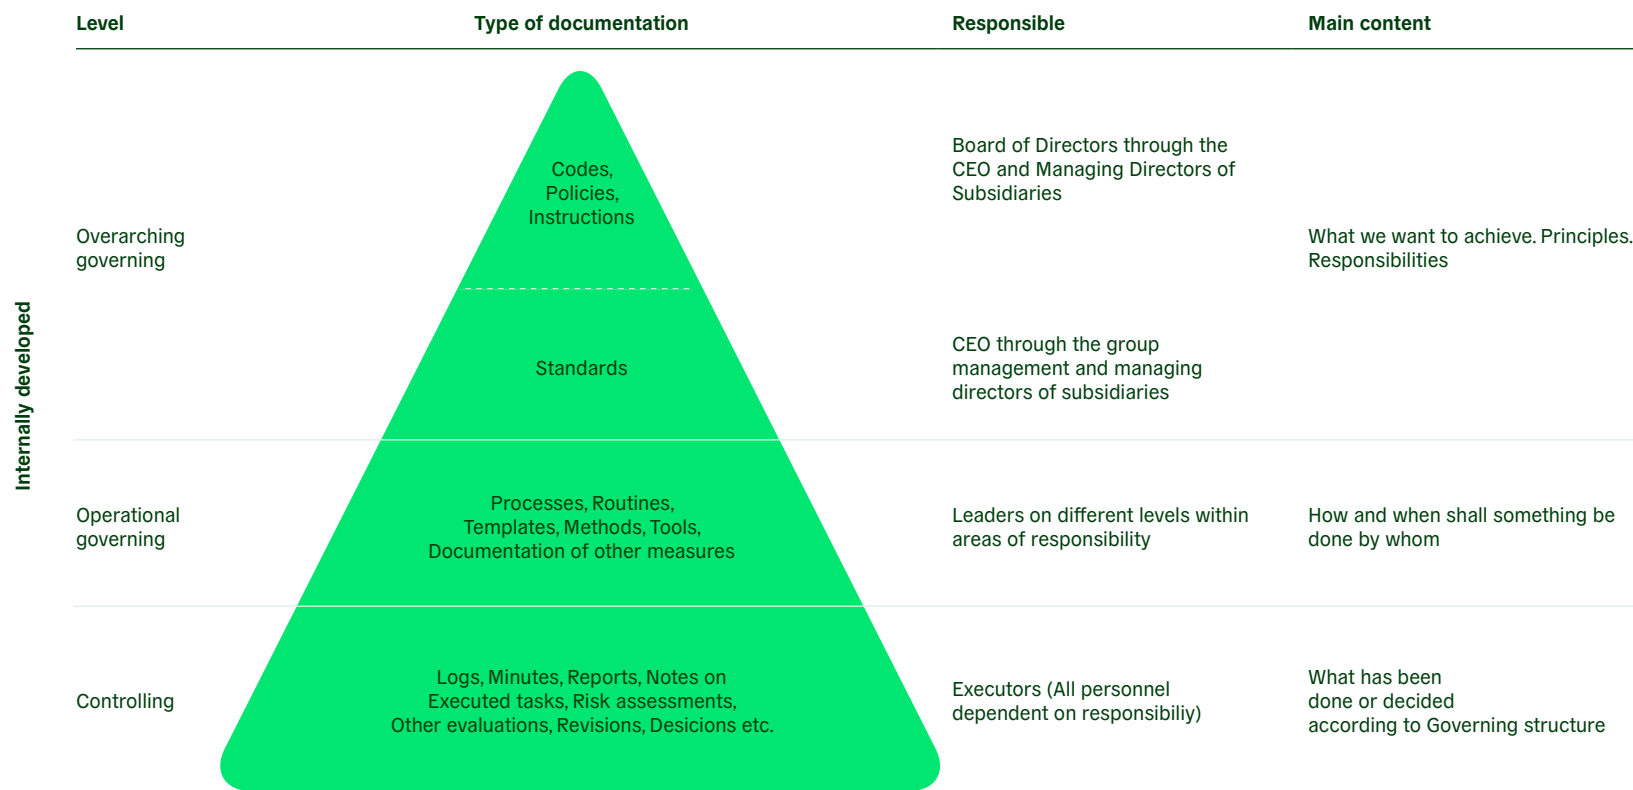 Level Type of documentation Responsible Main content
Internally developed
Overarching
governing
Codes,
Policies,
Instructions
Board of Directors through the
CEO and Managing Directors of
Subsidiaries
What we want to achieve. Principles.
Responsibilities
Standards
CEO through the group
management and managing
directors of subsidiaries
Operational
governing
Processes, Routines,
Templates, Methods, Tools,
Documentation of other measures
Leaders on different levels within
areas of responsibility
How and when shall something be
done by whom
Controlling
Logs, Minutes, Reports, Notes on
Executed tasks, Risk assessments,
Other evaluations, Revisions, Desicions etc.
Executors (All personnel
dependent on responsibiliy)
What has been
done or decided
according to Governing structure